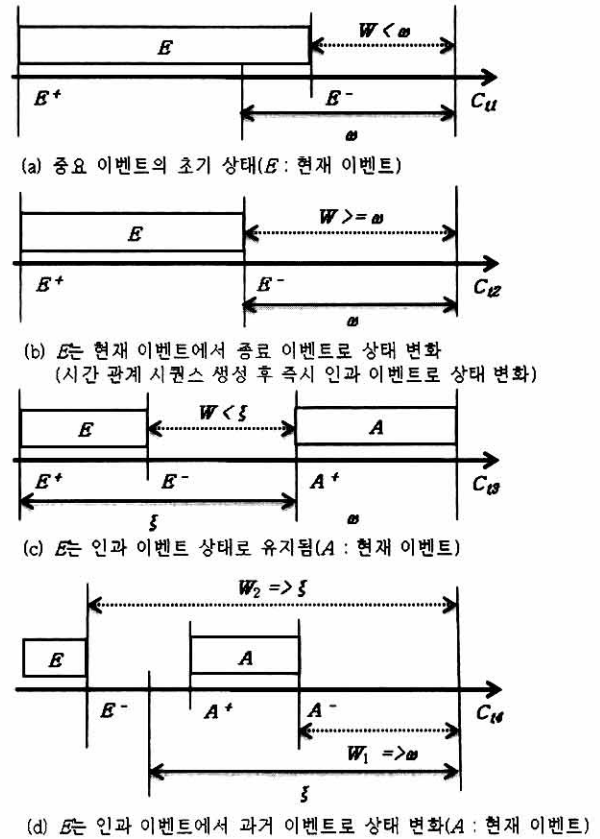 E W < ω
E⁺ E⁻ C_t1
ω
(a) 중요 이벤트의 초기 상태(E : 현재 이벤트)
E W >= ω
E⁺ E⁻ C_t2
ω
(b) E는 현재 이벤트에서 종료 이벤트로 상태 변화
(시간 관계 시퀀스 생성 후 즉시 인과 이벤트로 상태 변화)
E W < ξ A
E⁺ E⁻ A⁺ C_t3
ξ ω
(c) E는 인과 이벤트 상태로 유지됨(A : 현재 이벤트)
W₂ => ξ
E A
E⁻ A⁺ A⁻ C_t4
W₁ => ω
ξ
(d) E는 인과 이벤트에서 과거 이벤트로 상태 변화(A : 현재 이벤트)